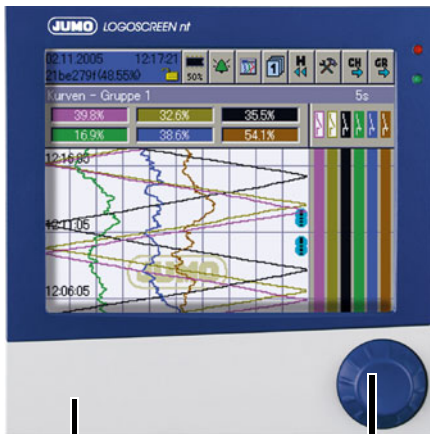 JUMO LOGOSCREEN nt
02.11.2005 12:17:21
21be279f(48.55%) 50% 1 H CH GR
Kurven - Gruppe 1 5s
39.8% 32.6% 35.5%
16.9% 38.6% 54.1%
12:16:05
12:11:05
JUMO
12:06:05